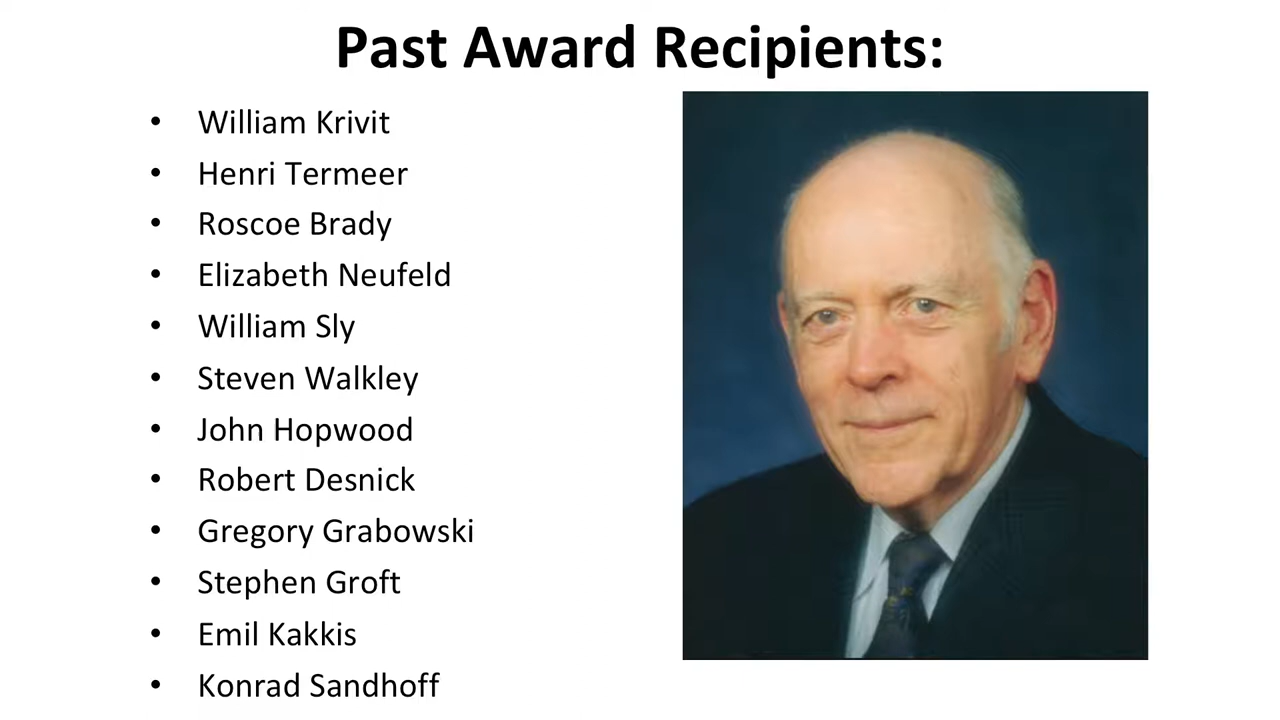 Past Award Recipients:
• William Krivit
• Henri Termeer
• Roscoe Brady
• Elizabeth Neufeld
• William Sly
• Steven Walkley
• John Hopwood
• Robert Desnick
• Gregory Grabowski
• Stephen Groft
• Emil Kakkis
• Konrad Sandhoff